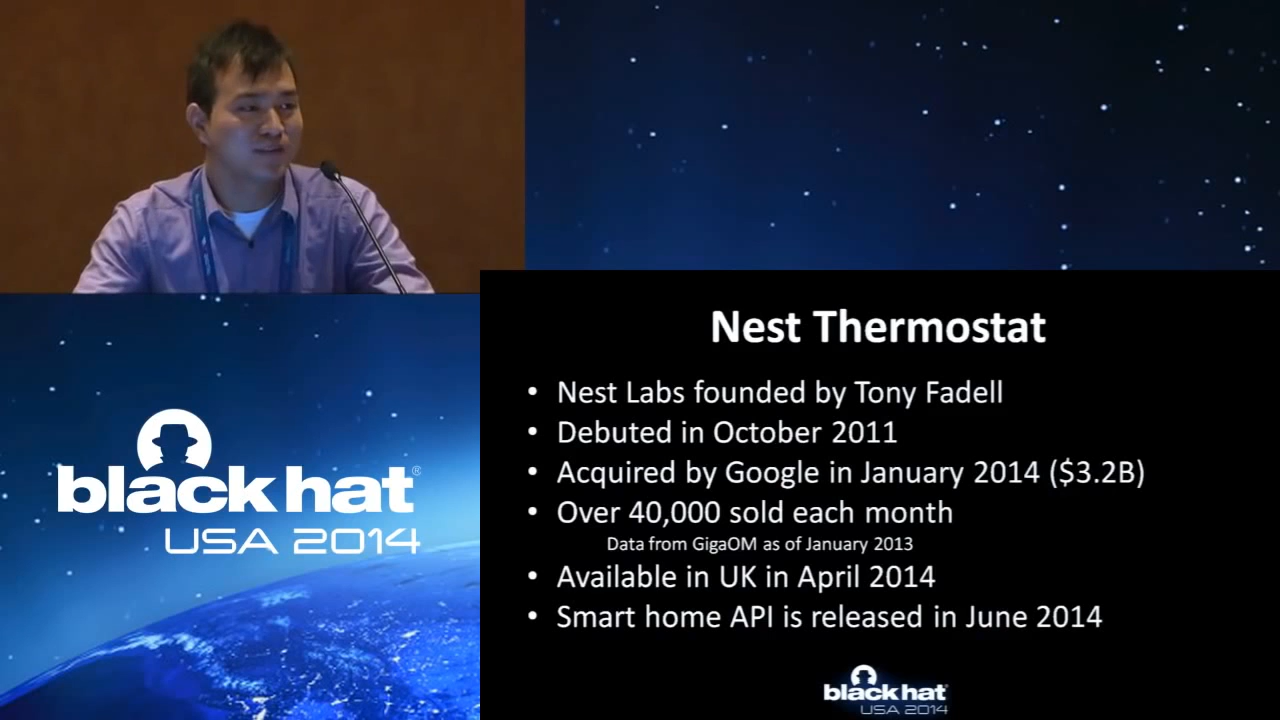 black hat®
USA 2014
Nest Thermostat
• Nest Labs founded by Tony Fadell
• Debuted in October 2011
• Acquired by Google in January 2014 ($3.2B)
• Over 40,000 sold each month
Data from GigaOM as of January 2013
• Available in UK in April 2014
• Smart home API is released in June 2014
black hat
USA 2014